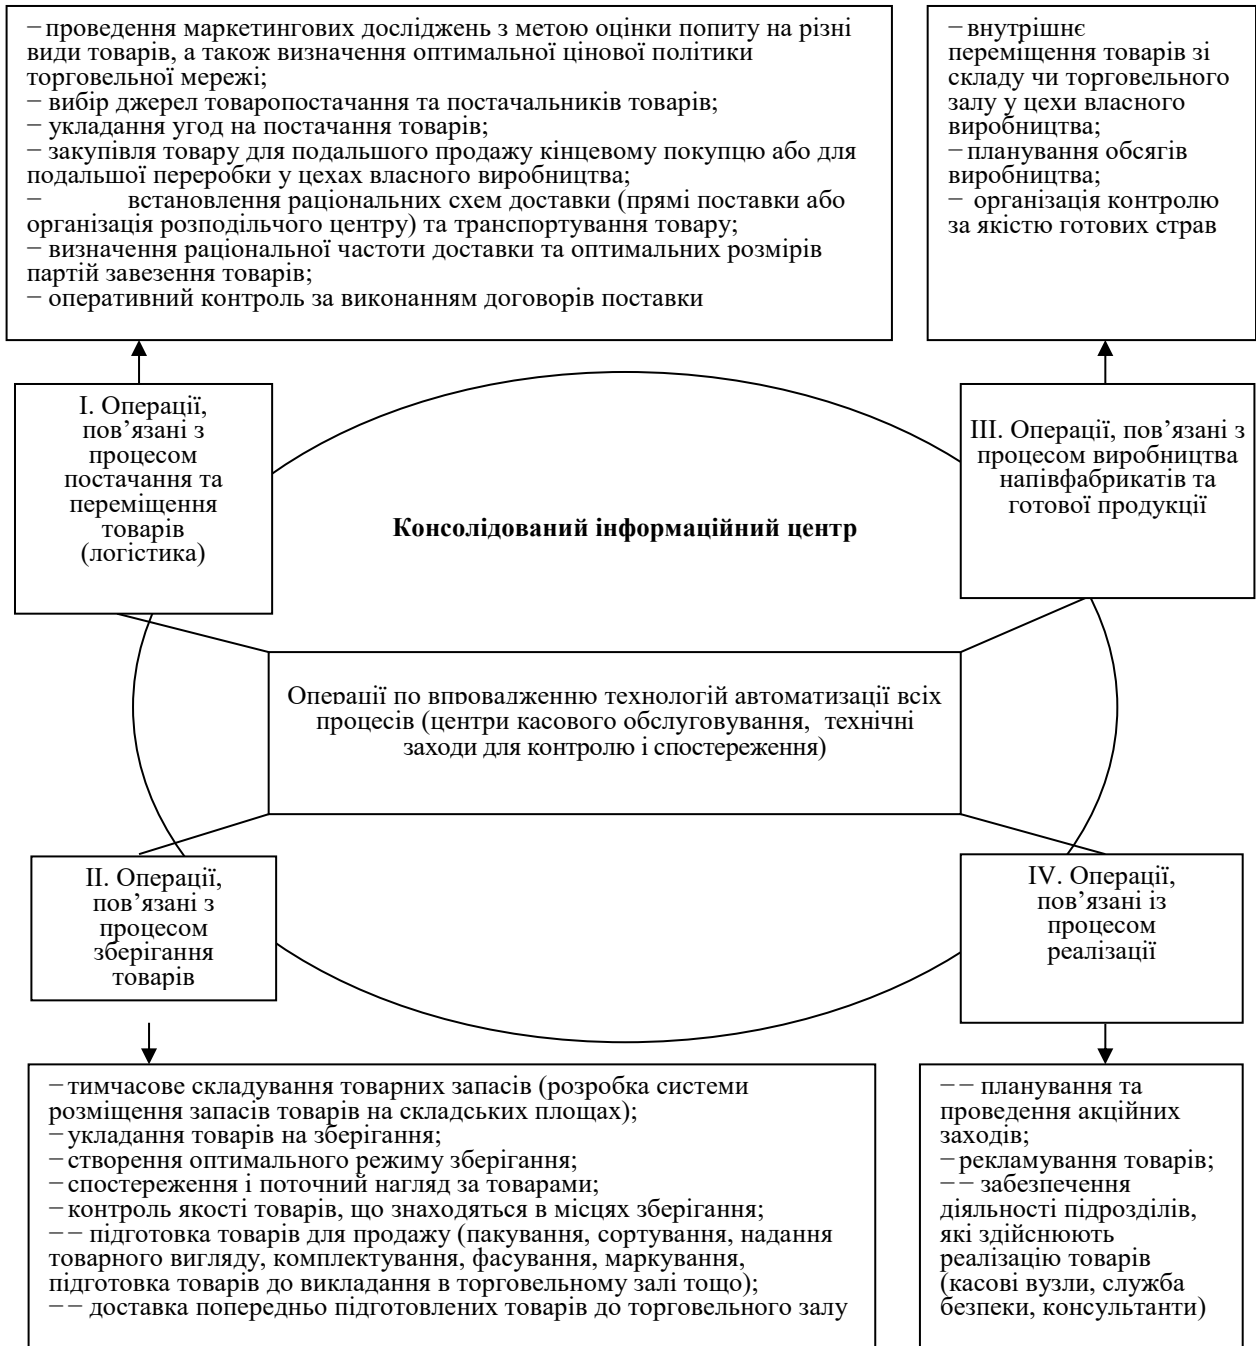 − проведення маркетингових досліджень з метою оцінки попиту на різні
види товарів, а також визначення оптимальної цінової політики
торговельної мережі;
− вибір джерел товаропостачання та постачальників товарів;
− укладання угод на постачання товарів;
− закупівля товару для подальшого продажу кінцевому покупцю або для
подальшої переробки у цехах власного виробництва;
− встановлення раціональних схем доставки (прямі поставки або
організація розподільчого центру) та транспортування товару;
− визначення раціональної частоти доставки та оптимальних розмірів
партій завезення товарів;
− оперативний контроль за виконанням договорів поставки
− внутрішнє
переміщення товарів зі
складу чи торговельного
залу у цехи власного
виробництва;
− планування обсягів
виробництва;
− організація контролю
за якістю готових страв
І. Операції,
пов’язані з
процесом
постачання та
переміщення
товарів
(логістика)
ІІІ. Операції, пов’язані з
процесом виробництва
напівфабрикатів та
готової продукції
Консолідований інформаційний центр
Операції по впровадженню технологій автоматизації всіх
процесів (центри касового обслуговування, технічні
заходи для контролю і спостереження)
ІІ. Операції,
пов’язані з
процесом
зберігання
товарів
IV. Операції,
пов’язані із
процесом
реалізації
− тимчасове складування товарних запасів (розробка системи
розміщення запасів товарів на складських площах);
− укладання товарів на зберігання;
− створення оптимального режиму зберігання;
− спостереження і поточний нагляд за товарами;
− контроль якості товарів, що знаходяться в місцях зберігання;
− − підготовка товарів для продажу (пакування, сортування, надання
товарного вигляду, комплектування, фасування, маркування,
підготовка товарів до викладання в торговельному залі тощо);
− − доставка попередньо підготовлених товарів до торговельного залу
− − планування та
проведення акційних
заходів;
− рекламування товарів;
− − забезпечення
діяльності підрозділів,
які здійснюють
реалізацію товарів
(касові вузли, служба
безпеки, консультанти)